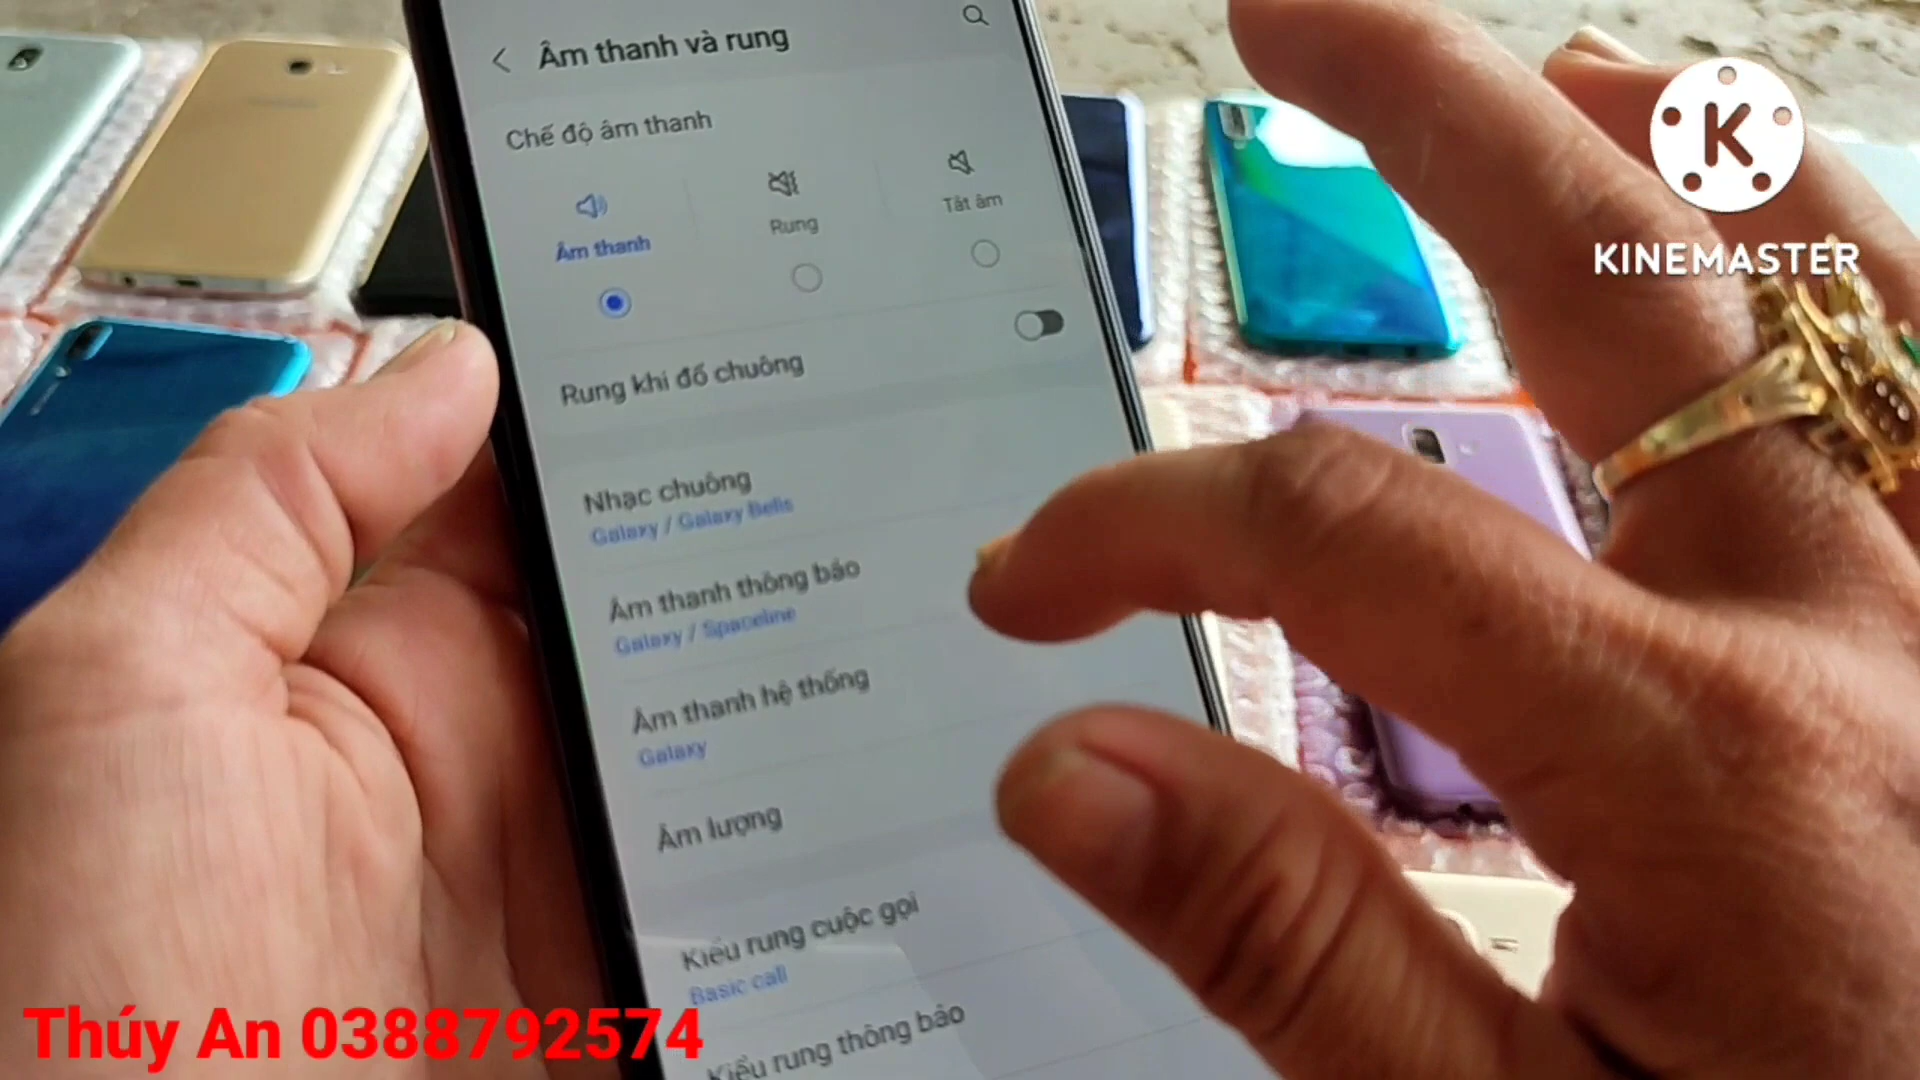 Âm thanh và rung
Chế độ âm thanh
Âm thanh
Rung
Tắt âm
Rung khi đổ chuông
Nhạc chuông
Galaxy / Galaxy Bells
Âm thanh thông báo
Galaxy / Spaceline
Âm thanh hệ thống
Galaxy
Âm lượng
Kiểu rung cuộc gọi
Basic call
Kiểu rung thông báo
K
KINEMASTER
Thúy An 0388792574